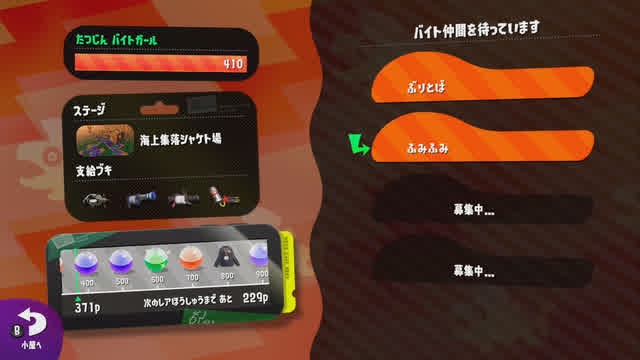 たつじん バイトガール
410
ステージ
海上集落シャケト場
支給ブキ
400 500 600 700 800 900
371p 次のレアほうしゅうまで あと 229p
B
小屋へ
バイト仲間を待っています
ぷりとば
ふみふみ
募集中...
募集中...